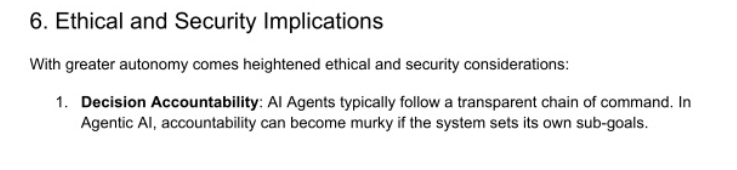 6. Ethical and Security Implications
With greater autonomy comes heightened ethical and security considerations:
1. Decision Accountability: AI Agents typically follow a transparent chain of command. In
Agentic AI, accountability can become murky if the system sets its own sub-goals.